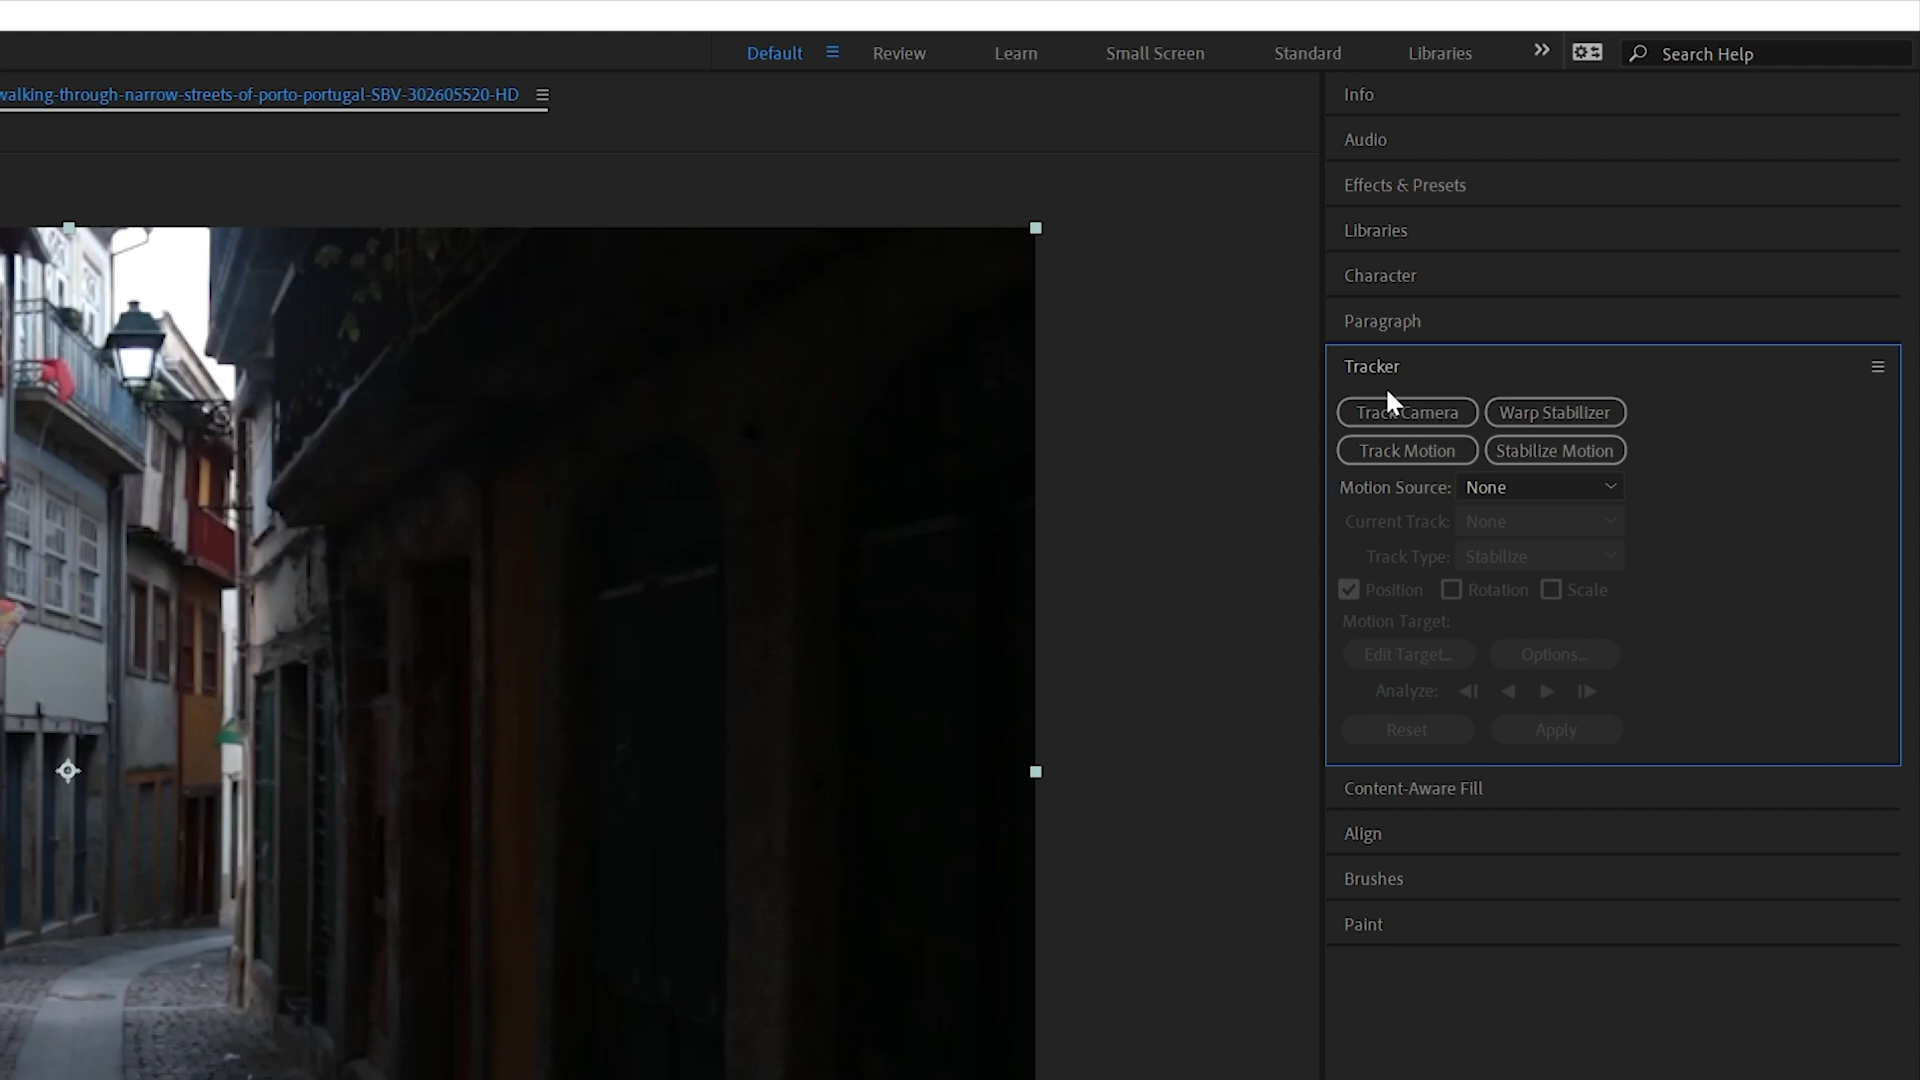 Default Review Learn Small Screen Standard Libraries Search Help
walking-through-narrow-streets-of-porto-portugal-SBV-302605520-HD
Info
Audio
Effects & Presets
Libraries
Character
Paragraph
Tracker
Track Camera Warp Stabilizer
Track Motion Stabilize Motion
Motion Source: None
Current Track: None
Track Type: Stabilize
Position Rotation Scale
Motion Target:
Edit Target... Options...
Analyze:
Reset Apply
Content-Aware Fill
Align
Brushes
Paint